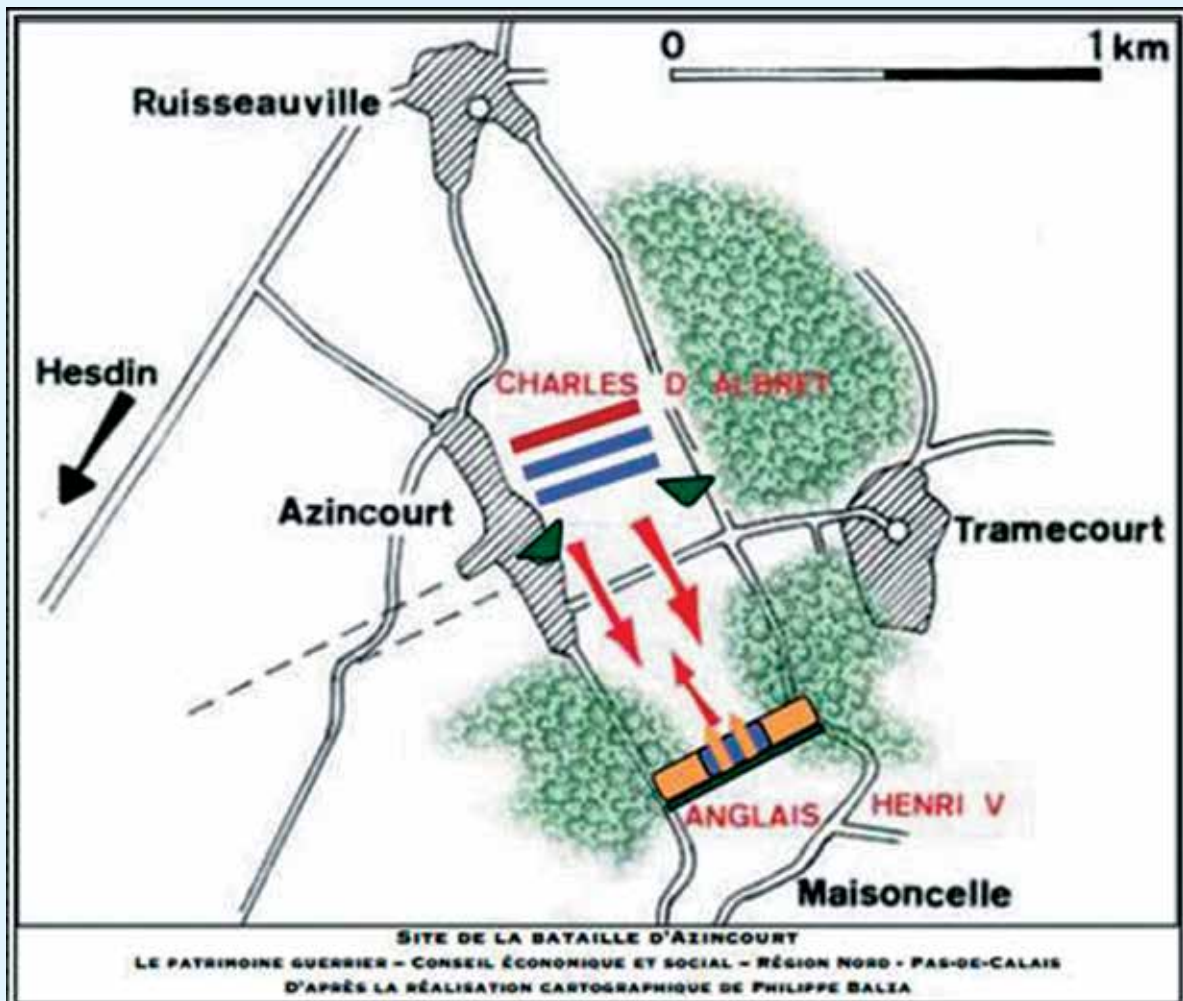 0 1 km
Ruisseauville
Hesdin
CHARLES D ALBRET
Azincourt
Tramecourt
ANGLAIS
HENRI V
Maisoncelle
SITE DE LA BATAILLE D'AZINCOURT
LE PATRIMOINE GUERRIER – CONSEIL ÉCONOMIQUE ET SOCIAL – RÉGION NORD - PAS-DE-CALAIS
D'APRÈS LA RÉALISATION CARTOGRAPHIQUE DE PHILIPPE BALZA